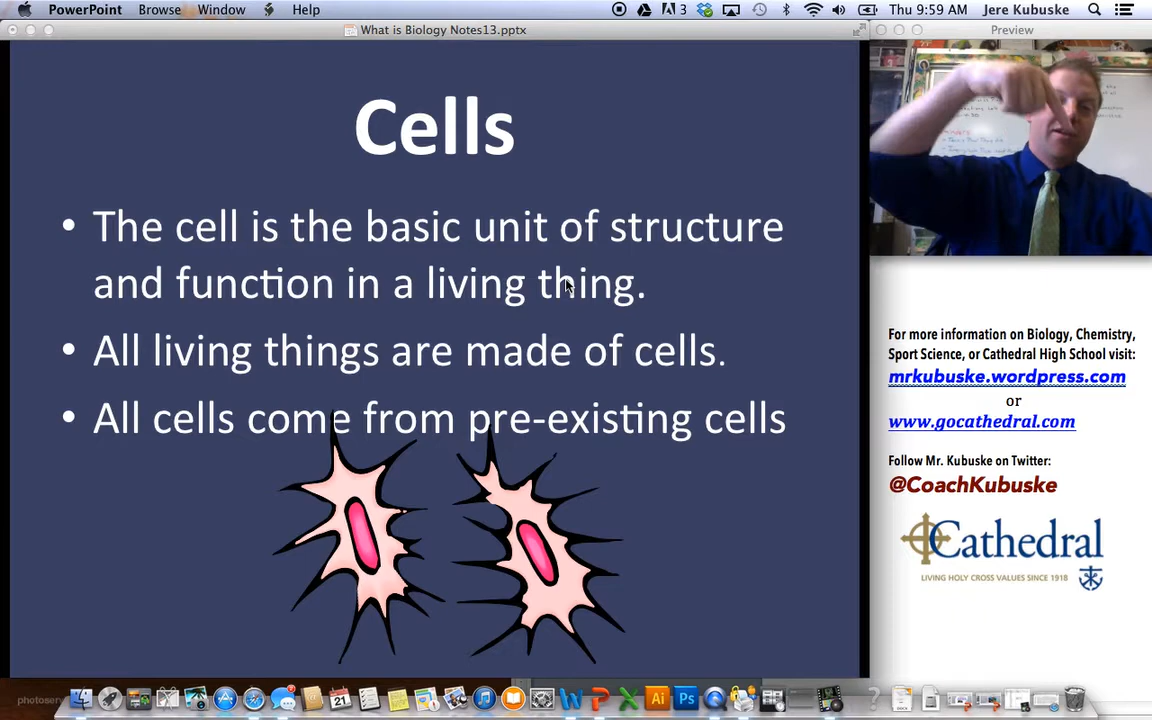 PowerPoint Browse Window Help 3 Thu 9:59 AM Jere Kubuske
What is Biology Notes13.pptx
Preview
Cells
• The cell is the basic unit of structure
and function in a living thing.
• All living things are made of cells.
• All cells come from pre-existing cells
For more information on Biology, Chemistry,
Sport Science, or Cathedral High School visit:
mrkubuske.wordpress.com
or
www.gocathedral.com
Follow Mr. Kubuske on Twitter:
@CoachKubuske
Cathedral
LIVING HOLY CROSS VALUES SINCE 1918
21
W P X Ai Ps